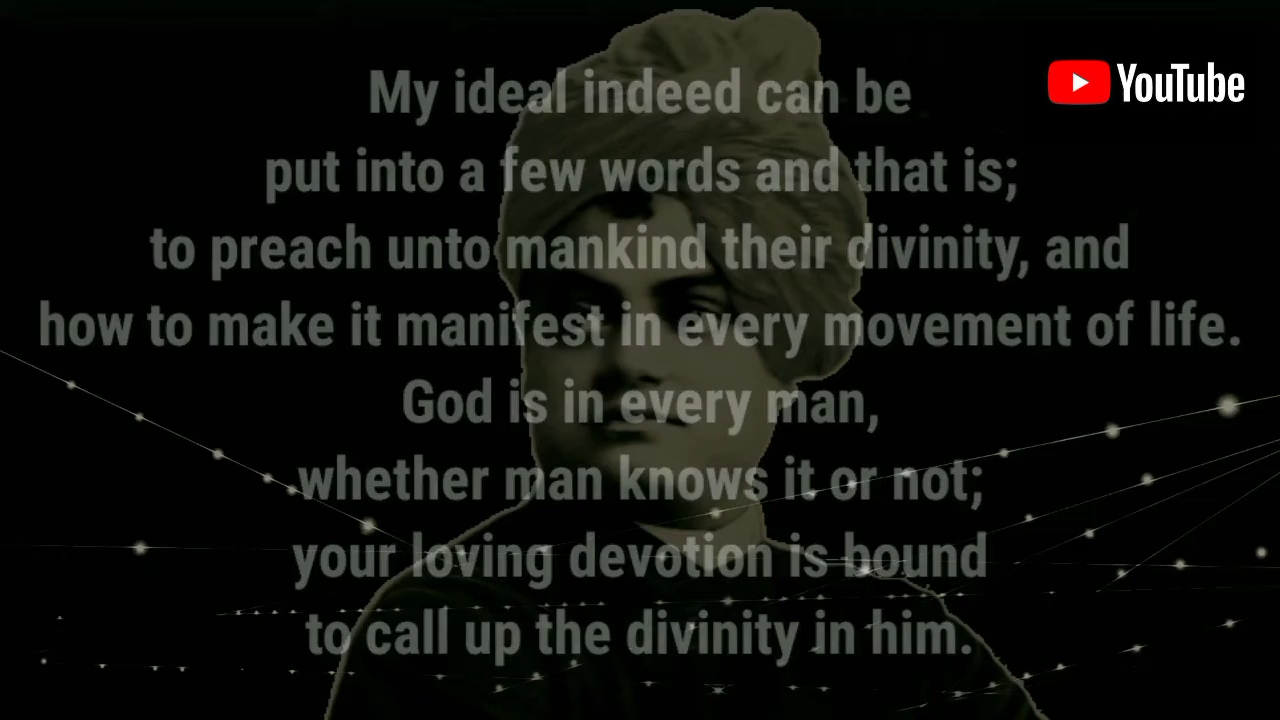 YouTube
My ideal indeed can be
put into a few words and that is;
to preach unto mankind their divinity, and
how to make it manifest in every movement of life.
God is in every man,
whether man knows it or not;
your loving devotion is bound
to call up the divinity in him.